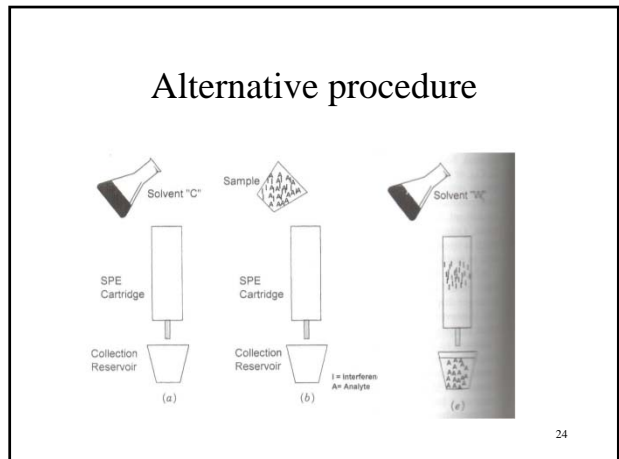 Alternative procedure
Solvent "C"
SPE
Cartridge
Collection
Reservoir
(a)
Sample
SPE
Cartridge
Collection
Reservoir
I = Interferen
A= Analyte
(b)
Solvent "W"
(e)
24